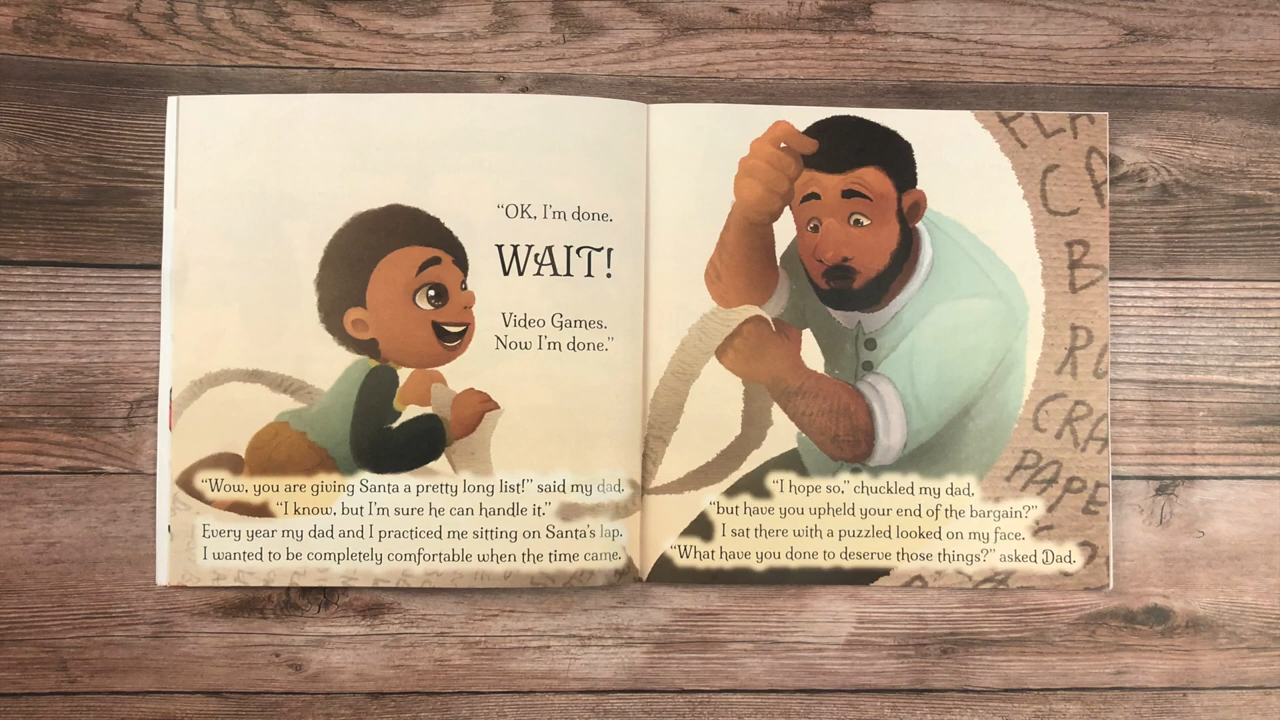 “OK, I’m done.
WAIT!
Video Games.
Now I’m done.”
“Wow, you are giving Santa a pretty long list!” said my dad.
“I know, but I’m sure he can handle it.”
Every year my dad and I practiced me sitting on Santa’s lap.
I wanted to be completely comfortable when the time came.
“I hope so,” chuckled my dad,
“but have you upheld your end of the bargain?”
I sat there with a puzzled looked on my face.
“What have you done to deserve those things?” asked Dad.
C
B
CRA
PAPE